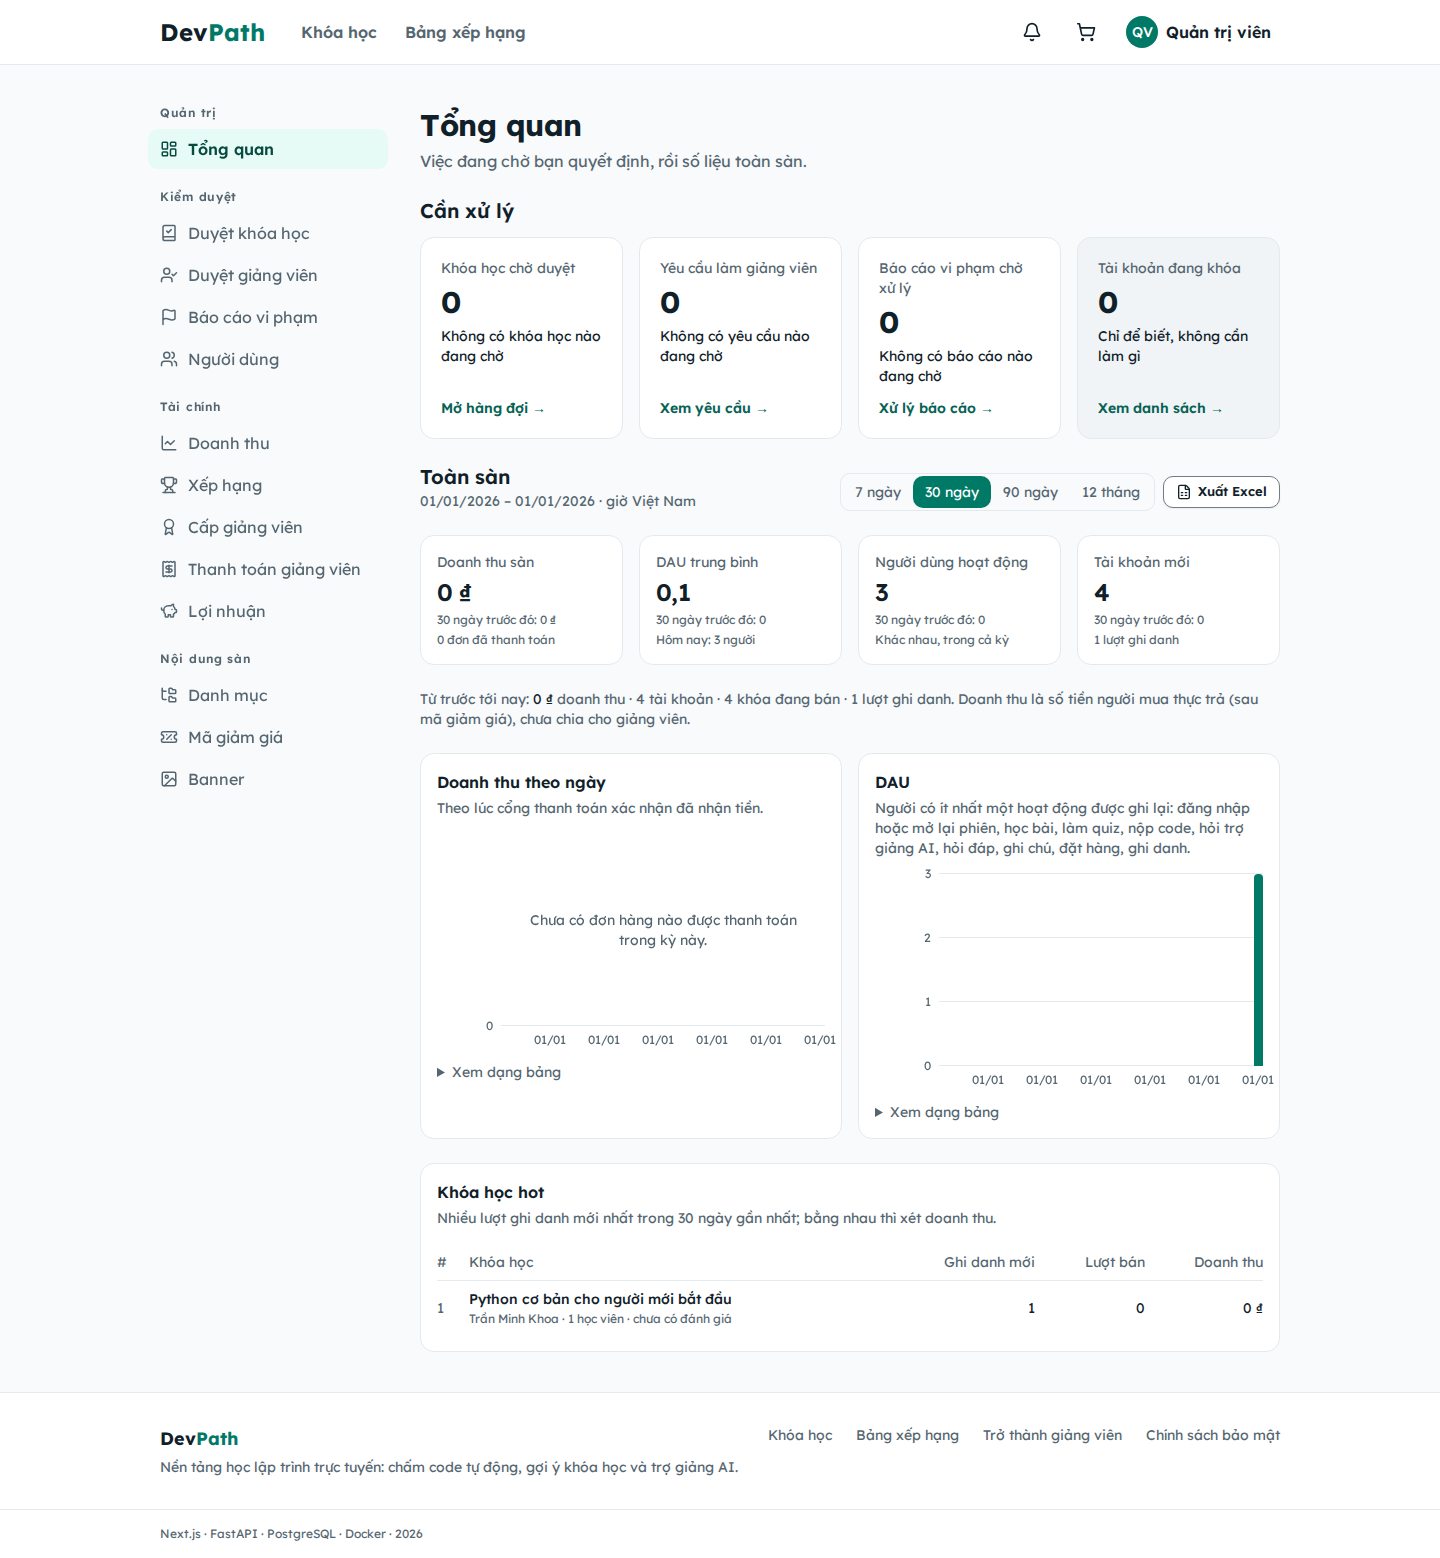 DevPath
Khóa học
Bảng xếp hạng
QV
Quản trị viên
Quản trị
Tổng quan
Kiểm duyệt
Duyệt khóa học
Duyệt giảng viên
Báo cáo vi phạm
Người dùng
Tài chính
Doanh thu
Xếp hạng
Cấp giảng viên
Thanh toán giảng viên
Lợi nhuận
Nội dung sàn
Danh mục
Mã giảm giá
Banner
Tổng quan
Việc đang chờ bạn quyết định, rồi số liệu toàn sàn.
Cần xử lý
Khóa học chờ duyệt
0
Không có khóa học nào
đang chờ
Mở hàng đợi →
Yêu cầu làm giảng viên
0
Không có yêu cầu nào
đang chờ
Xem yêu cầu →
Báo cáo vi phạm chờ
xử lý
0
Không có báo cáo nào
đang chờ
Xử lý báo cáo →
Tài khoản đang khóa
0
Chỉ để biết, không cần
làm gì
Xem danh sách →
Toàn sàn
01/01/2026 – 01/01/2026 · giờ Việt Nam
7 ngày
30 ngày
90 ngày
12 tháng
Xuất Excel
Doanh thu sàn
0 ₫
30 ngày trước đó: 0 ₫
0 đơn đã thanh toán
DAU trung bình
0,1
30 ngày trước đó: 0
Hôm nay: 3 người
Người dùng hoạt động
3
30 ngày trước đó: 0
Khác nhau, trong cả kỳ
Tài khoản mới
4
30 ngày trước đó: 0
1 lượt ghi danh
Từ trước tới nay: 0 ₫ doanh thu · 4 tài khoản · 4 khóa đang bán · 1 lượt ghi danh. Doanh thu là số tiền người mua thực trả (sau
mã giảm giá), chưa chia cho giảng viên.
Doanh thu theo ngày
Theo lúc cổng thanh toán xác nhận đã nhận tiền.
Chưa có đơn hàng nào được thanh toán
trong kỳ này.
0
01/01 01/01 01/01 01/01 01/01 01/01
Xem dạng bảng
DAU
Người có ít nhất một hoạt động được ghi lại: đăng nhập
hoặc mở lại phiên, học bài, làm quiz, nộp code, hỏi trợ
giảng AI, hỏi đáp, ghi chú, đặt hàng, ghi danh.
3
2
1
0
01/01 01/01 01/01 01/01 01/01 01/01
Xem dạng bảng
Khóa học hot
Nhiều lượt ghi danh mới nhất trong 30 ngày gần nhất; bằng nhau thì xét doanh thu.
# Khóa học Ghi danh mới Lượt bán Doanh thu
1 Python cơ bản cho người mới bắt đầu 1 0 0 ₫
Trần Minh Khoa · 1 học viên · chưa có đánh giá
DevPath
Nền tảng học lập trình trực tuyến: chấm code tự động, gợi ý khóa học và trợ giảng AI.
Khóa học
Bảng xếp hạng
Trở thành giảng viên
Chính sách bảo mật
Next.js · FastAPI · PostgreSQL · Docker · 2026